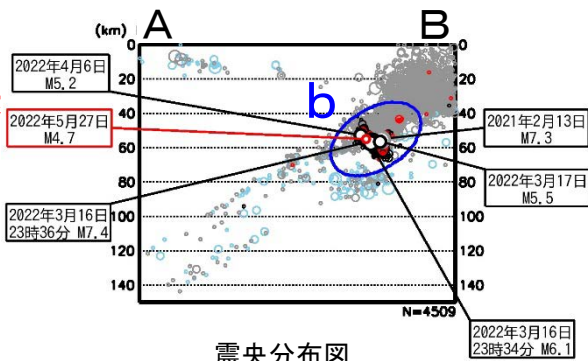 A
B
(km)
0
20
40
60
80
100
120
140
0
20
40
60
80
100
120
140
b
2022年4月6日
M5.2
2022年5月27日
M4.7
2022年3月16日
23時36分 M7.4
2021年2月13日
M7.3
2022年3月17日
M5.5
2022年3月16日
23時34分 M6.1
N=4509
震央分布図